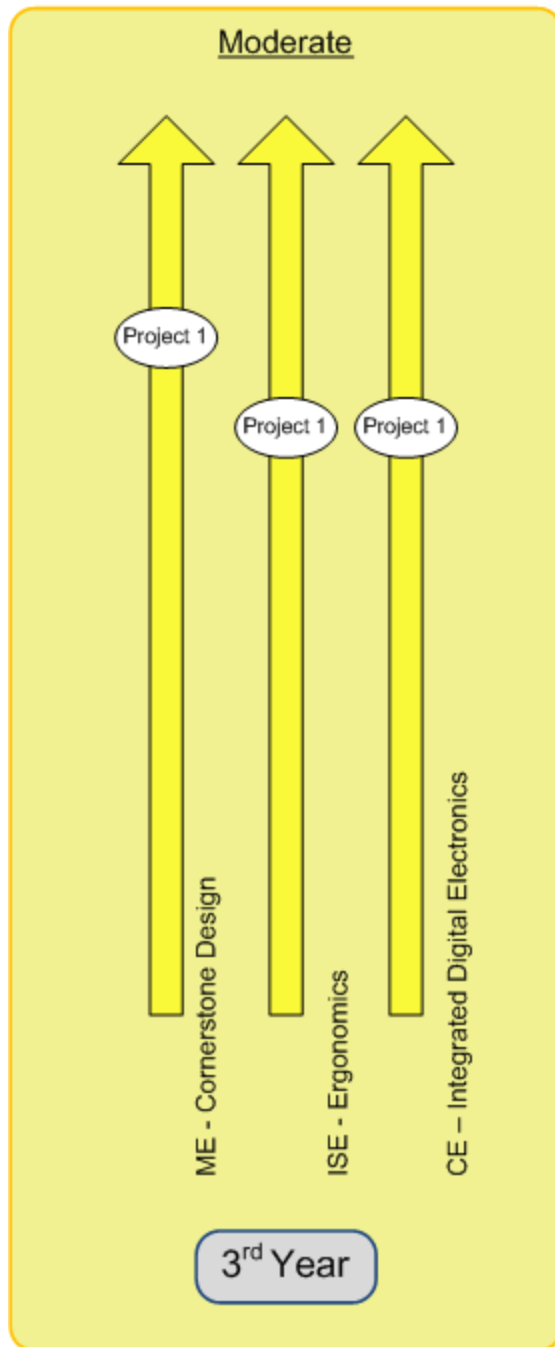 Moderate
Project 1
Project 1
Project 1
ME - Cornerstone Design
ISE - Ergonomics
CE – Integrated Digital Electronics
3rd Year